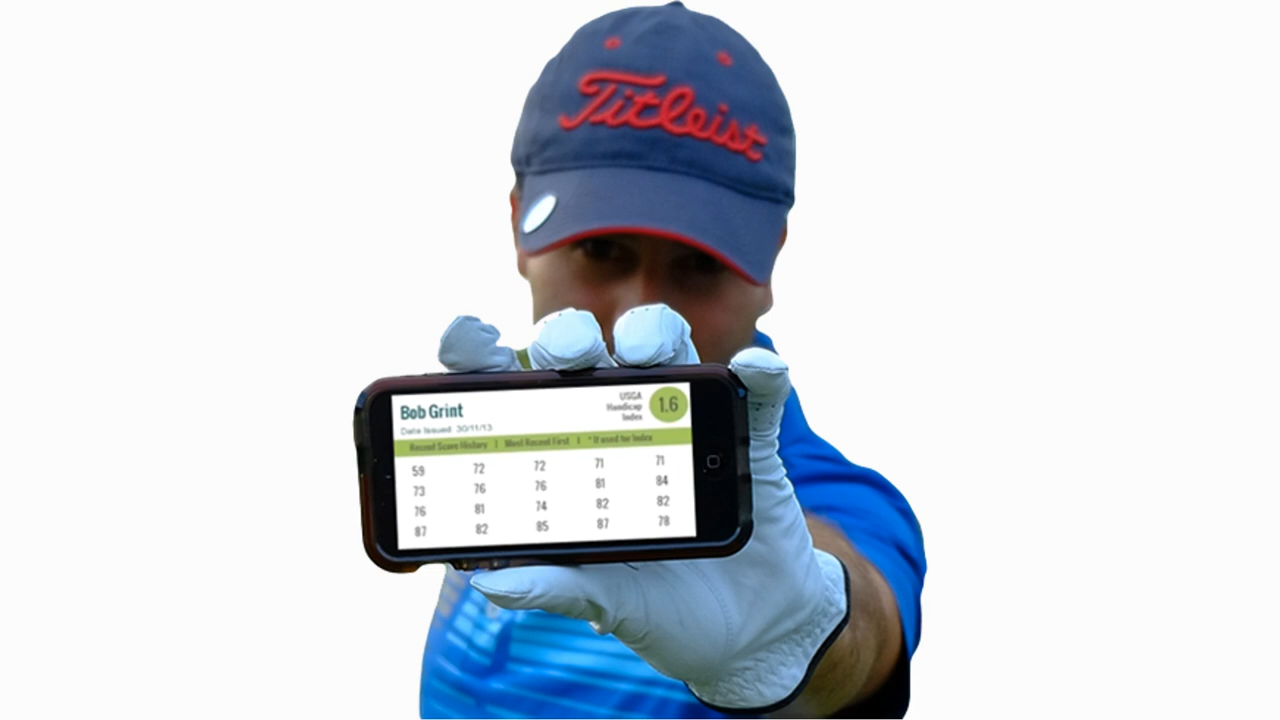 Titleist
Bob Grint
USGA
Handicap
Index
1.6
Date Issued: 30/11/13
Recent Score History | Most Recent First | * If used for Index
59 72 72 71 71
73 76 76 81 84
76 81 74 82 82
87 82 85 87 78